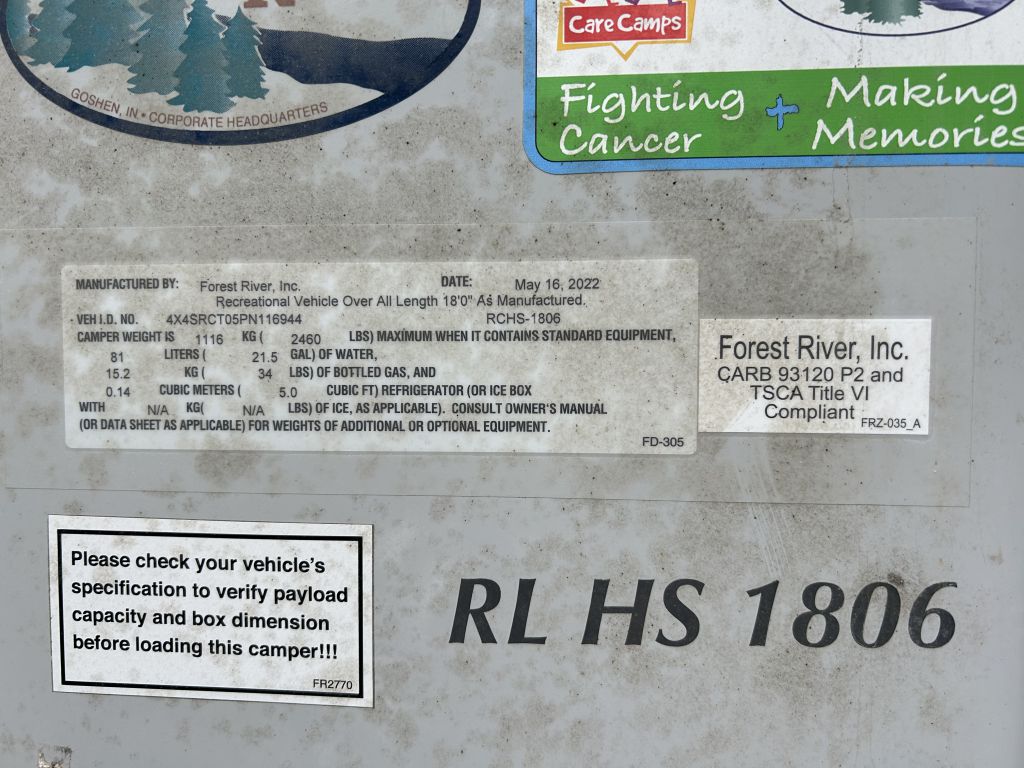 GOSHEN, IN • CORPORATE HEADQUARTERS
Care Camps
Fighting + Making
Cancer Memories
MANUFACTURED BY: Forest River, Inc. DATE: May 16, 2022
Recreational Vehicle Over All Length 18'0" As Manufactured.
VEH I.D. NO. 4X4SRCT05PN116944 RCHS-1806
CAMPER WEIGHT IS 1116 KG ( 2460 LBS) MAXIMUM WHEN IT CONTAINS STANDARD EQUIPMENT,
81 LITERS ( 21.5 GAL) OF WATER,
15.2 KG ( 34 LBS) OF BOTTLED GAS, AND
0.14 CUBIC METERS ( 5.0 CUBIC FT) REFRIGERATOR (OR ICE BOX
WITH N/A KG( N/A LBS) OF ICE, AS APPLICABLE). CONSULT OWNER'S MANUAL
(OR DATA SHEET AS APPLICABLE) FOR WEIGHTS OF ADDITIONAL OR OPTIONAL EQUIPMENT.
FD-305
Forest River, Inc.
CARB 93120 P2 and
TSCA Title VI
Compliant
FRZ-035_A
Please check your vehicle's
specification to verify payload
capacity and box dimension
before loading this camper!!!
FR2770
RL HS 1806